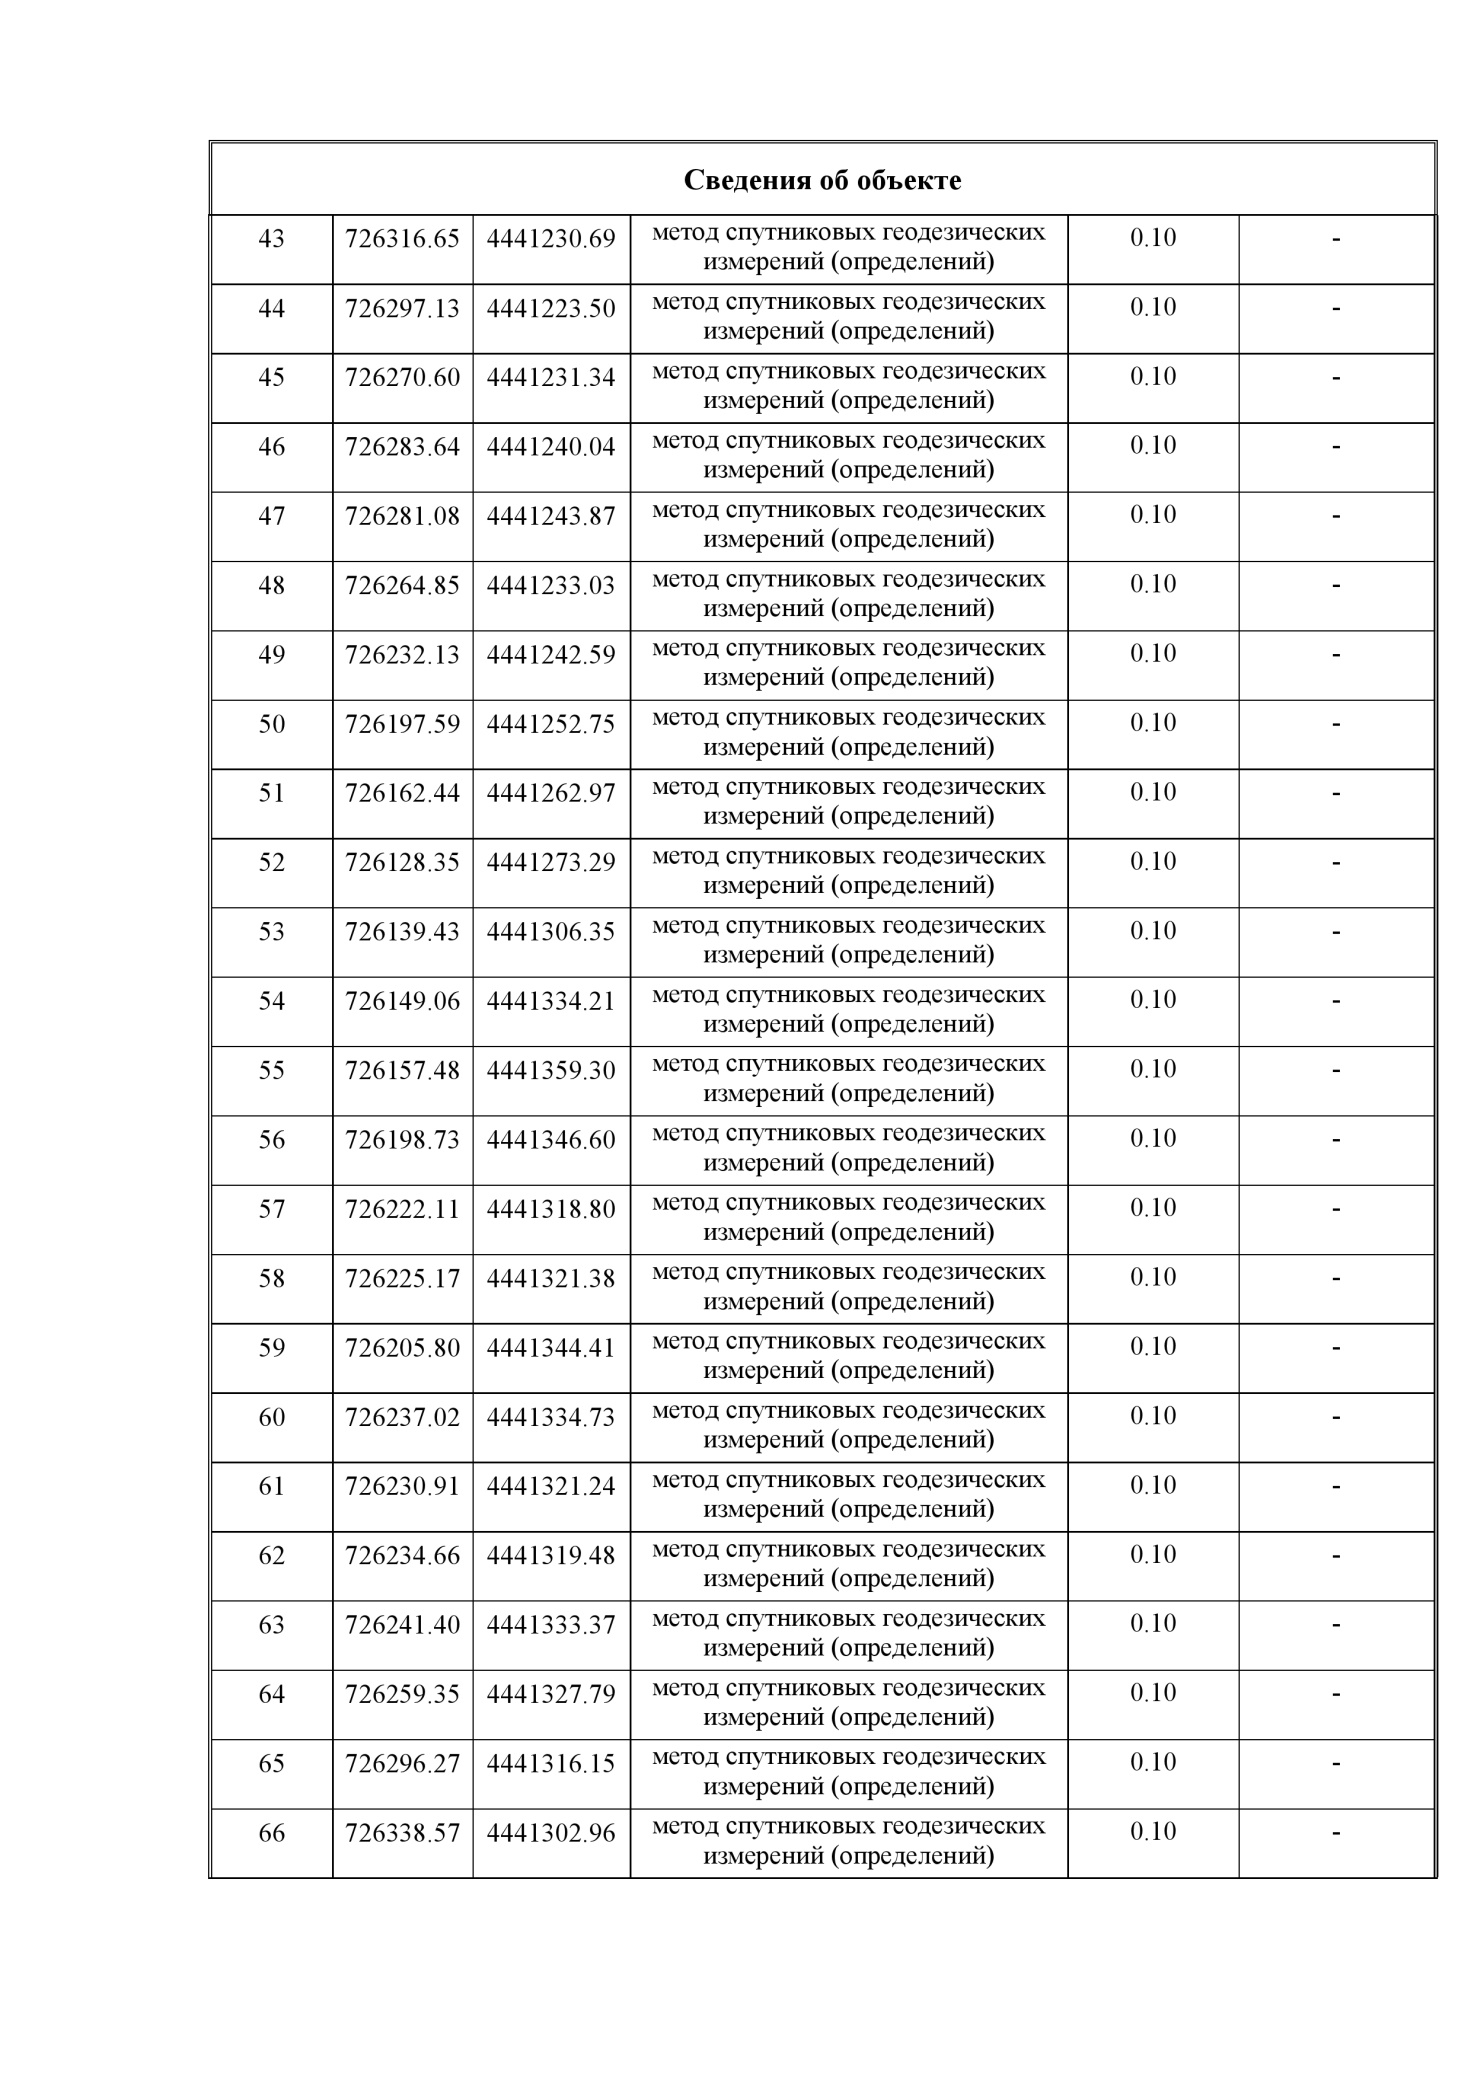 Сведения об объекте
43 726316.65 4441230.69 метод спутниковых геодезических измерений (определений) 0.10 -
44 726297.13 4441223.50 метод спутниковых геодезических измерений (определений) 0.10 -
45 726270.60 4441231.34 метод спутниковых геодезических измерений (определений) 0.10 -
46 726283.64 4441240.04 метод спутниковых геодезических измерений (определений) 0.10 -
47 726281.08 4441243.87 метод спутниковых геодезических измерений (определений) 0.10 -
48 726264.85 4441233.03 метод спутниковых геодезических измерений (определений) 0.10 -
49 726232.13 4441242.59 метод спутниковых геодезических измерений (определений) 0.10 -
50 726197.59 4441252.75 метод спутниковых геодезических измерений (определений) 0.10 -
51 726162.44 4441262.97 метод спутниковых геодезических измерений (определений) 0.10 -
52 726128.35 4441273.29 метод спутниковых геодезических измерений (определений) 0.10 -
53 726139.43 4441306.35 метод спутниковых геодезических измерений (определений) 0.10 -
54 726149.06 4441334.21 метод спутниковых геодезических измерений (определений) 0.10 -
55 726157.48 4441359.30 метод спутниковых геодезических измерений (определений) 0.10 -
56 726198.73 4441346.60 метод спутниковых геодезических измерений (определений) 0.10 -
57 726222.11 4441318.80 метод спутниковых геодезических измерений (определений) 0.10 -
58 726225.17 4441321.38 метод спутниковых геодезических измерений (определений) 0.10 -
59 726205.80 4441344.41 метод спутниковых геодезических измерений (определений) 0.10 -
60 726237.02 4441334.73 метод спутниковых геодезических измерений (определений) 0.10 -
61 726230.91 4441321.24 метод спутниковых геодезических измерений (определений) 0.10 -
62 726234.66 4441319.48 метод спутниковых геодезических измерений (определений) 0.10 -
63 726241.40 4441333.37 метод спутниковых геодезических измерений (определений) 0.10 -
64 726259.35 4441327.79 метод спутниковых геодезических измерений (определений) 0.10 -
65 726296.27 4441316.15 метод спутниковых геодезических измерений (определений) 0.10 -
66 726338.57 4441302.96 метод спутниковых геодезических измерений (определений) 0.10 -